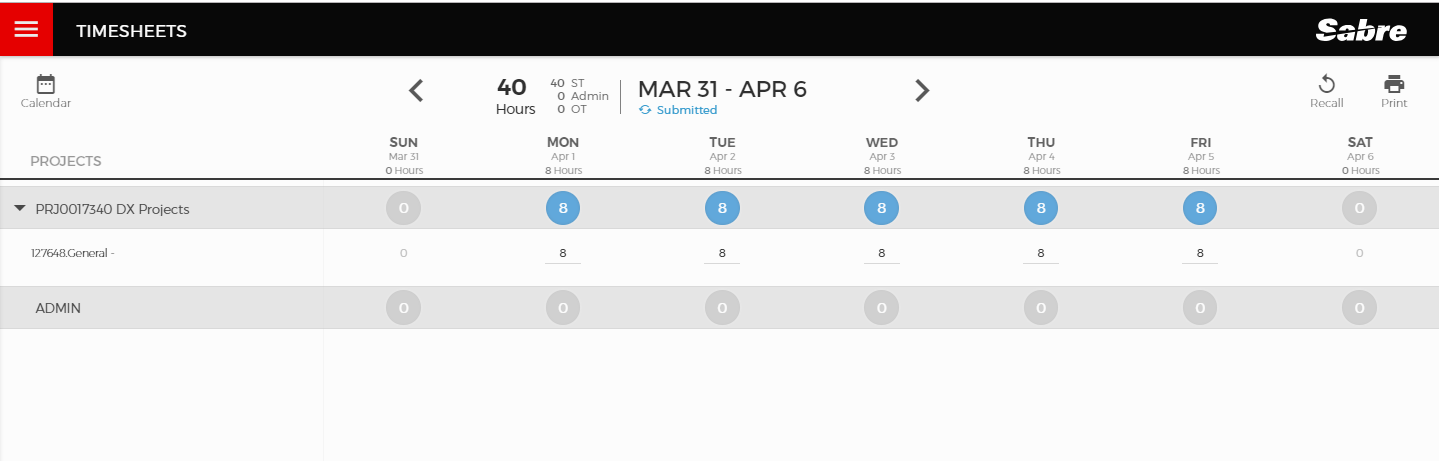 TIMESHEETS
Sabre
Calendar
40
Hours
40 ST
0 Admin
0 OT
MAR 31 - APR 6
Submitted
Recall
Print
PROJECTS
SUN
Mar 31
0 Hours
MON
Apr 1
8 Hours
TUE
Apr 2
8 Hours
WED
Apr 3
8 Hours
THU
Apr 4
8 Hours
FRI
Apr 5
8 Hours
SAT
Apr 6
0 Hours
PRJ0017340 DX Projects 0 8 8 8 8 8 0
127648.General - 0 8 8 8 8 8 0
ADMIN 0 0 0 0 0 0 0